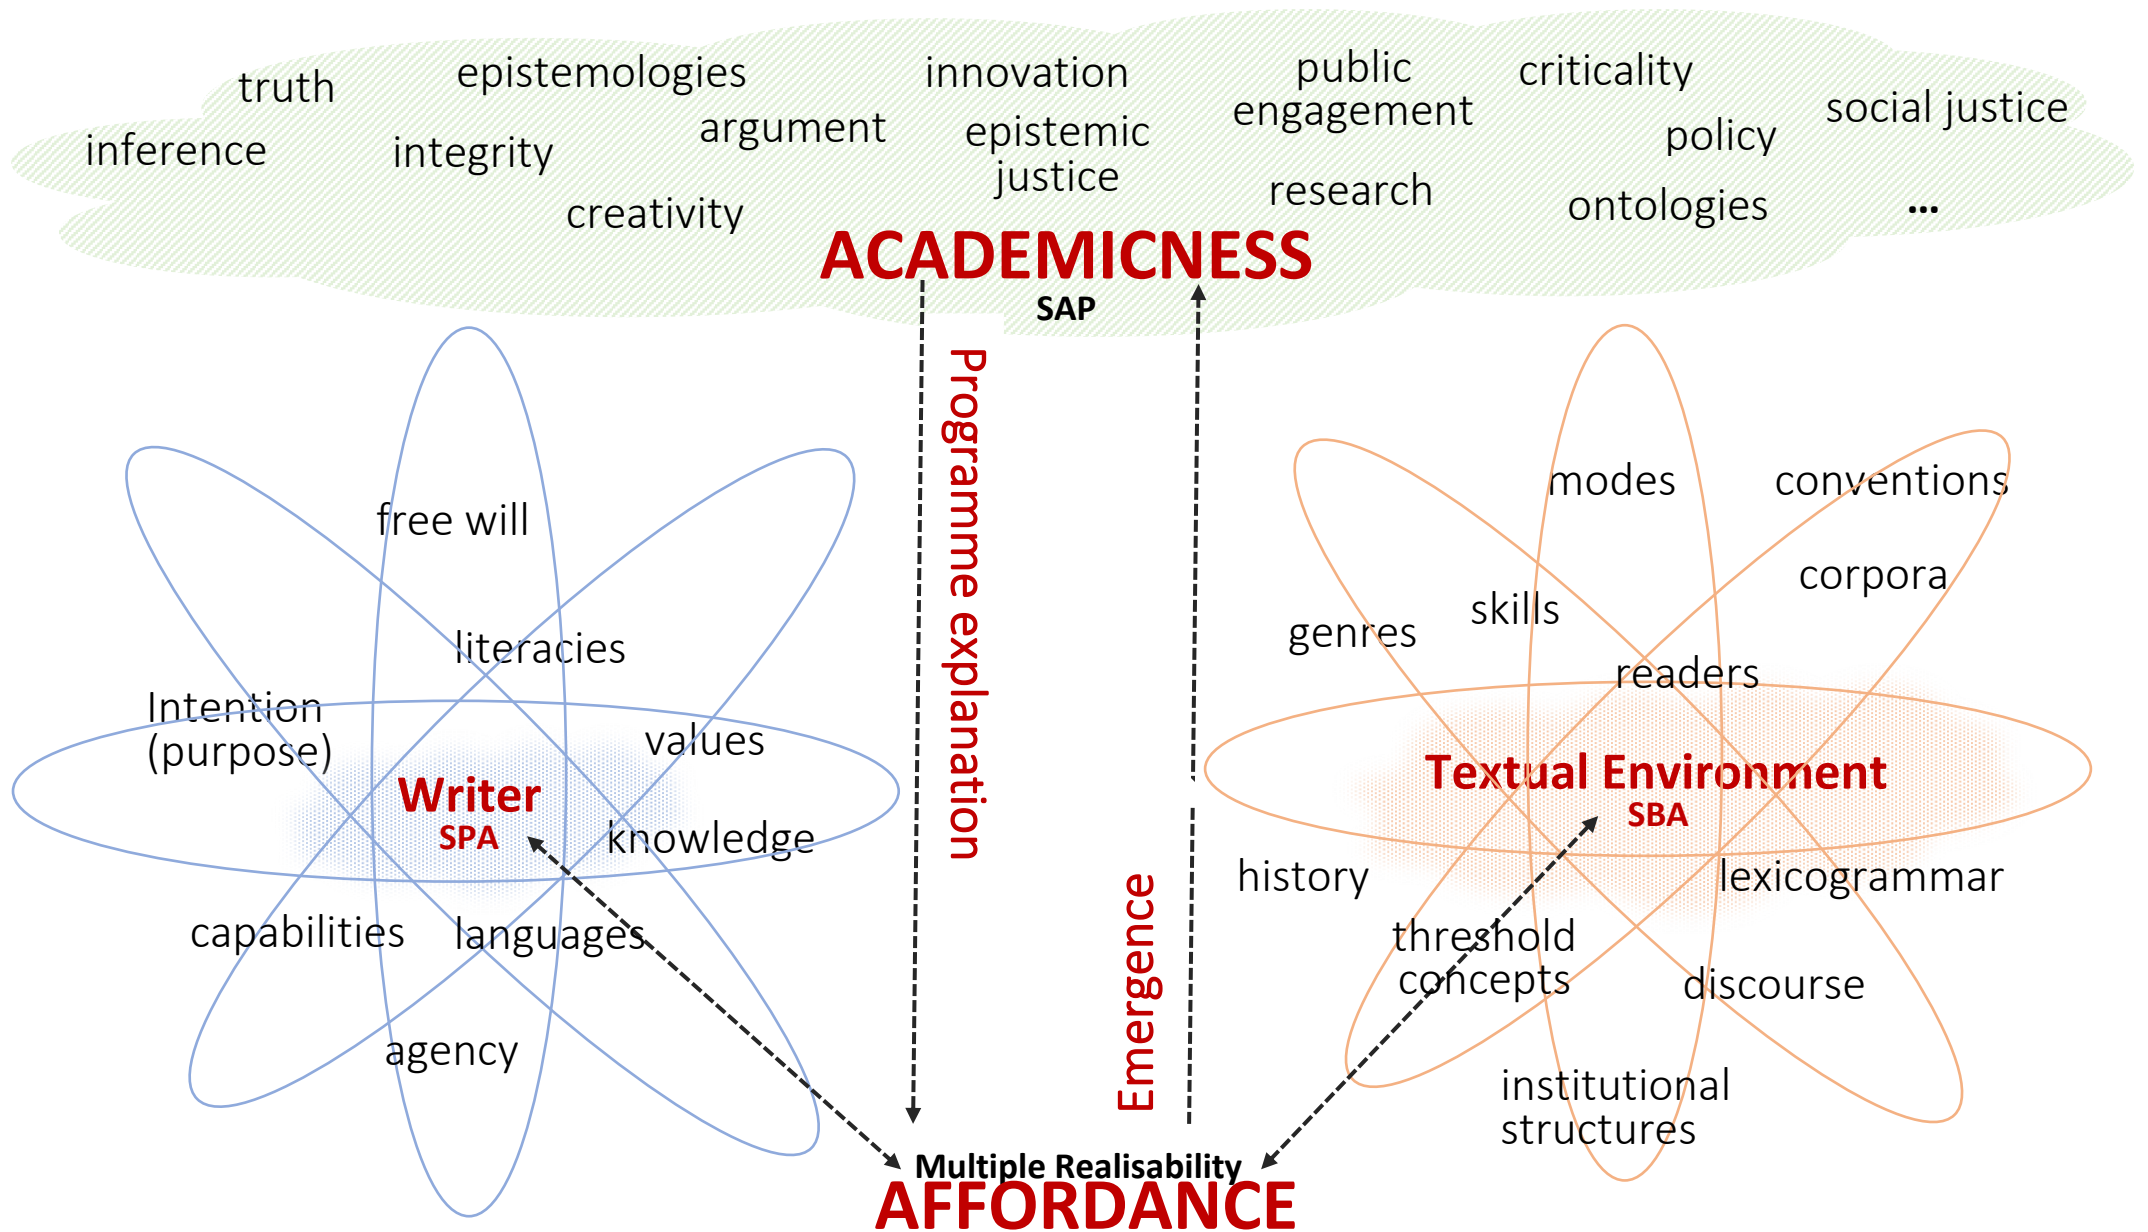 truth
epistemologies
innovation
public
engagement
criticality
social justice
inference
integrity
argument
epistemic
justice
policy
creativity
research
ontologies
...
ACADEMICNESS
SAP
Programme explanation
Emergence
free will
literacies
Intention
(purpose)
values
Writer
SPA
knowledge
capabilities
languages
agency
modes
conventions
corpora
skills
genres
readers
Textual Environment
SBA
history
lexicogrammar
threshold
concepts
discourse
institutional
structures
Multiple Realisability
AFFORDANCE